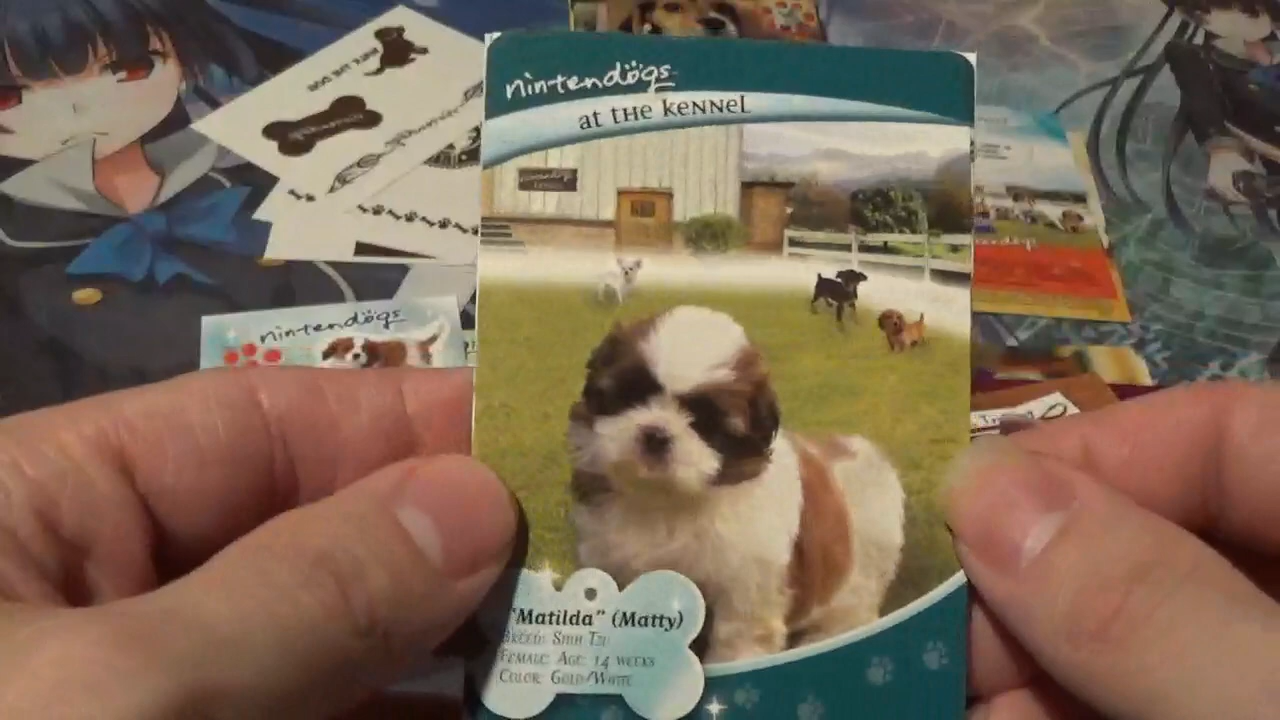 nintendogs
at the kennel
nintendogs
"Matilda" (Matty)
Breed: Shih Tzu
Female: Age: 14 weeks
Color: Gold/White